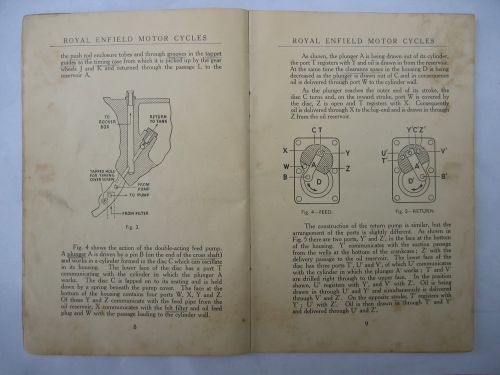 ROYAL ENFIELD MOTOR CYCLES
the push rod enclosure tubes and through grooves in the tappet
guides to the timing case from which it is picked up by the gear
wheels J and K and returned through the passage L to the
reservoir A.
TO
ROCKER
BOX
RETURN
TO TANK
TAPPED HOLE
FOR TIMING
COVER SCREW
FROM
PUMP
TO PUMP
FROM FILTER
Fig. 3.
Fig. 4 shows the action of the double-acting feed pump.
A plunger A is driven by a pin B (on the end of the cross shaft)
and works in a cylinder formed in the disc C which can oscillate
in its housing. The lower face of the disc has a port T
communicating with the cylinder in which the plunger A
works. The disc C is lapped on to its seating and is held
down by a spring beneath the pump cover. The face at the
bottom of the housing contains four ports W, X, Y and Z.
Of these Y and Z communicate with the feed pipe from the
oil reservoir, X communicates with the felt filter and oil feed
plug and W with the passage leading to the cylinder wall.
8
ROYAL ENFIELD MOTOR CYCLES
As shown, the plunger A is being drawn out of its cylinder,
the port T registers with Y and oil is drawn in from the reservoir.
At the same time the clearance space in the housing D is being
decreased as the plunger is drawn out of C and in consequence
oil is delivered through port W to the cylinder wall.
As the plunger reaches the outer end of its stroke, the
disc C turns and, on the inward stroke, port W is covered by
the disc, Z is open and T registers with X. Consequently
oil is delivered through X to the big-end and is drawn in through
Z from the oil reservoir.
C T
X
Y
W
Z
B
A
D
Fig. 4—FEED.
Y'C'Z'
U'
V'
T'
A'
B'
D'
Fig. 5—RETURN.
The construction of the return pump is similar, but the
arrangement of the ports is slightly different. As shown in
Fig. 5 there are two ports, Y' and Z', in the face at the bottom
of the housing. Y' communicates with the suction passage
from the wells at the bottom of the crankcase; Z' with the
delivery passage to the oil reservoir. The lower face of the
disc has three ports T', U' and V', of which U' communicates
with the cylinder in which the plunger A' works; T' and V'
are drilled right through to the upper face. In the position
shown, U' registers with Y', and V' with Z'. Oil is being
drawn in through U' and Y' and simultaneously is delivered
through V' and Z'. On the opposite stroke, T' registers with
Y'; U' with Z'. Oil is then drawn in through T' and Y'
and delivered through U' and Z'.
9